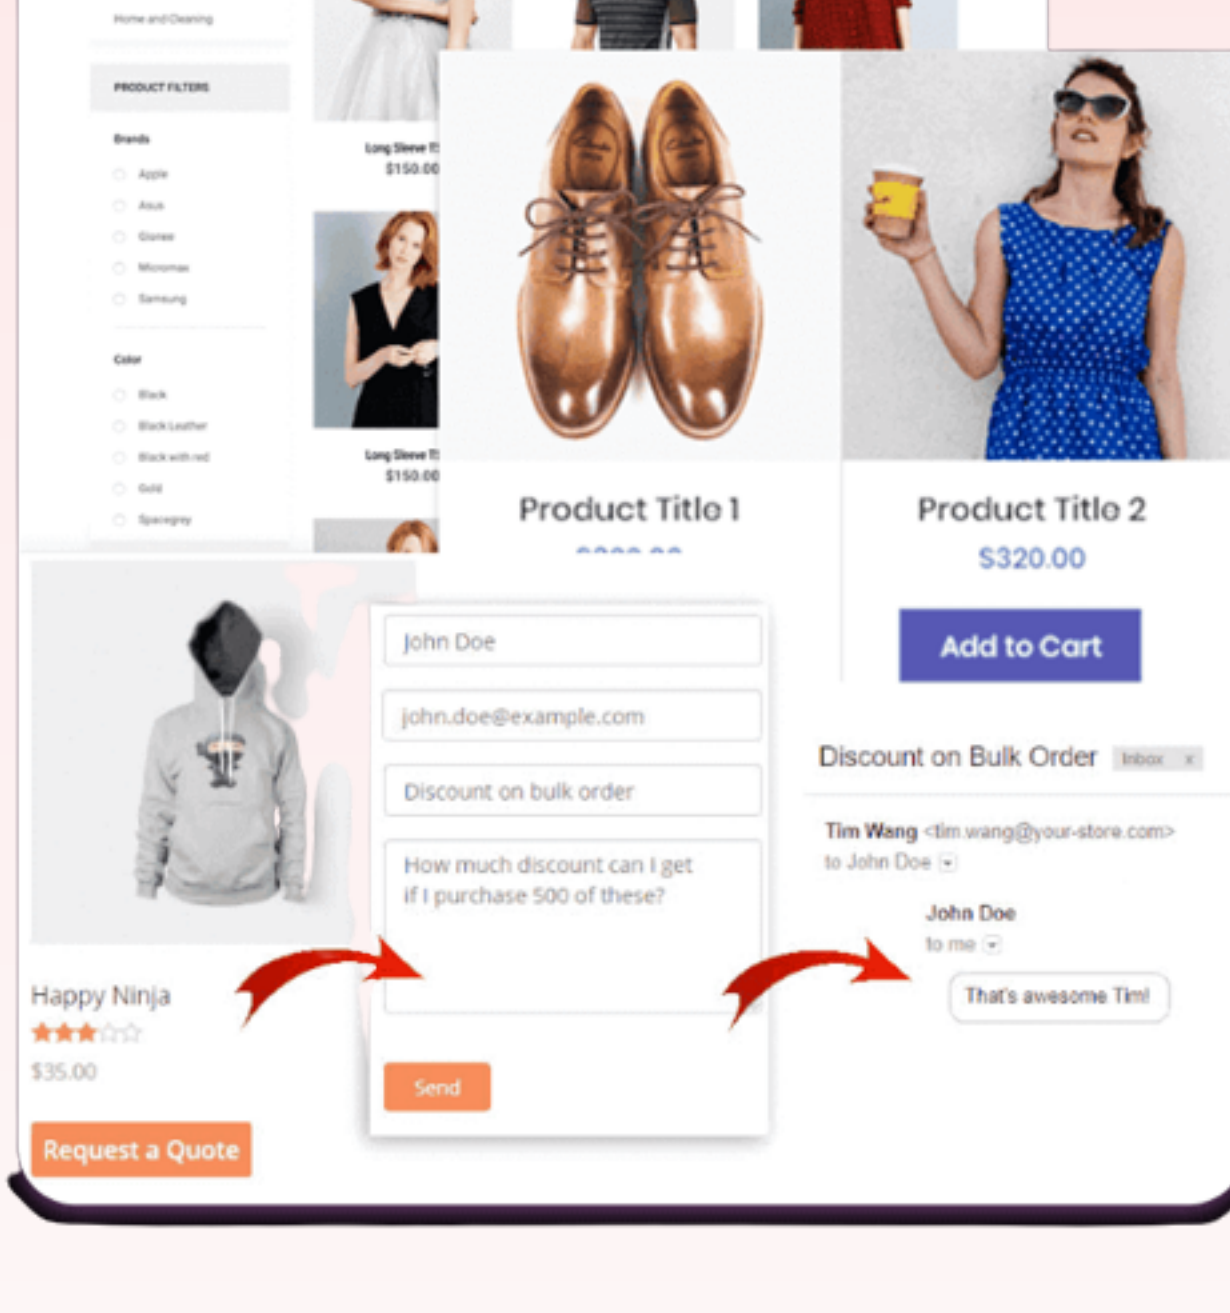 Home and Cleaning
PRODUCT FILTERS
Brands
Apple
Asus
Gionee
Micromax
Samsung
Color
Black
Black Leather
Black with red
Gold
Spacegrey
Long Sleeve T
$150.00
Long Sleeve T
$150.00
Product Title 1
Product Title 2
$320.00
Add to Cart
Happy Ninja
$35.00
Request a Quote
John Doe
john.doe@example.com
Discount on bulk order
How much discount can I get
if I purchase 500 of these?
Send
Discount on Bulk Order Inbox x
Tim Wang <tim.wang@your-store.com>
to John Doe
John Doe
to me
That's awesome Tim!